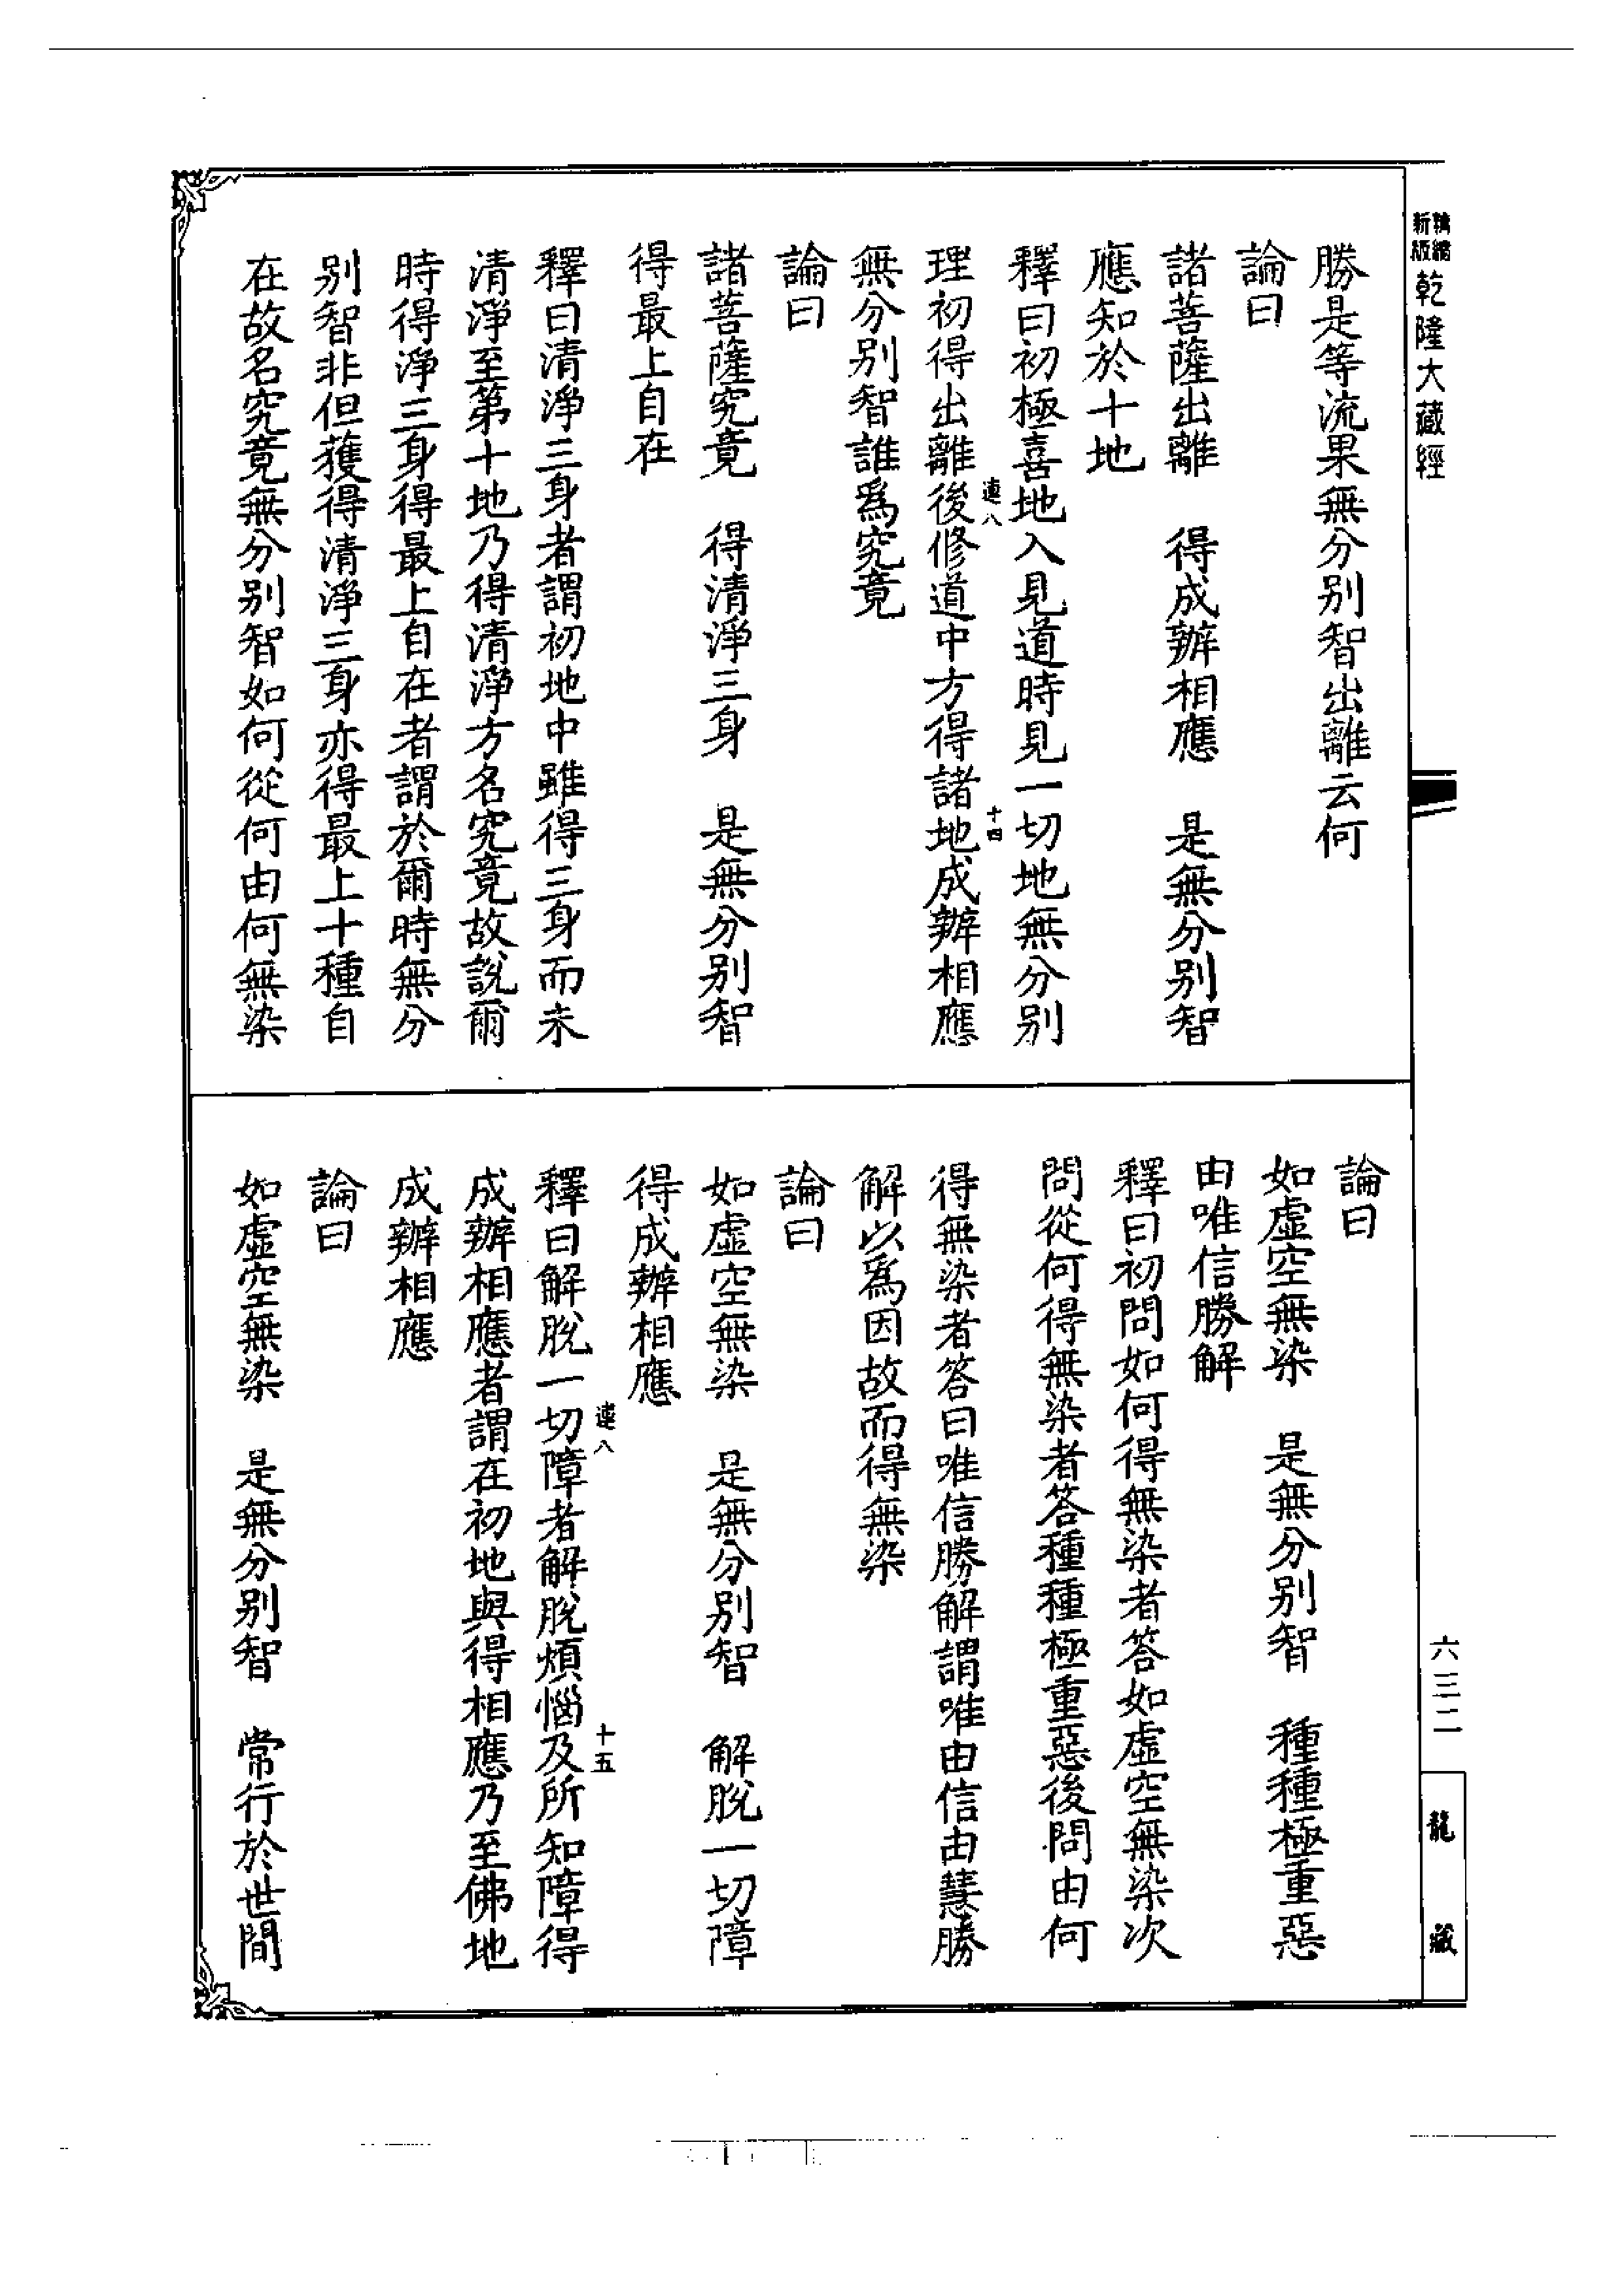 精縮新版乾隆大藏經
勝是等流果無分別智出離云何
論曰
諸菩薩出離　得成辦相應　是無分別智
應知於十地
釋曰初極喜地入見道時見一切地無分別
理初得出離後修道中方得諸地成辦相應
連八　十四
無分別智誰爲究竟
論曰
諸菩薩究竟　得清淨三身　是無分別智
得最上自在
釋曰清淨三身者謂初地中雖得三身而未
清淨至第十地乃得清淨方名究竟故說爾
時得淨三身得最上自在者謂於爾時無分
別智非但獲得清淨三身亦得最上十種自
在故名究竟無分別智如何從何由何無染
論曰
如虛空無染　是無分別智　種種極重惡
由唯信勝解
釋曰初問如何得無染者答如虛空無染次
問從何得無染者答種種極重惡後問由何
得無染者答曰唯信勝解謂唯由信由慧勝
解以爲因故而得無染
論曰
如虛空無染　是無分別智　解脫一切障
得成辦相應
連八　十五
釋曰解脫一切障者解脫煩惱及所知障得
成辦相應者謂在初地與得相應乃至佛地
成辦相應
論曰
如虛空無染　是無分別智　常行於世間
六三二
龍藏